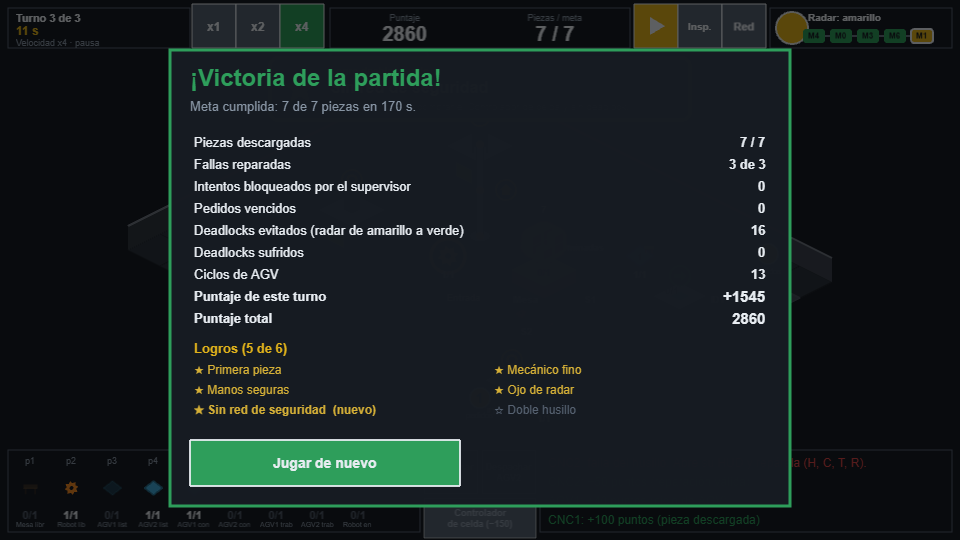 Turno 3 de 3
11 s
Velocidad x4 - pausa
x1
x2
x4
Puntaje
2860
Piezas / meta
7 / 7
Insp.
Red
Radar: amarillo
M4
M0
M3
M6
M1
¡Victoria de la partida!
Meta cumplida: 7 de 7 piezas en 170 s.
Piezas descargadas 7 / 7
Fallas reparadas 3 de 3
Intentos bloqueados por el supervisor 0
Pedidos vencidos 0
Deadlocks evitados (radar de amarillo a verde) 16
Deadlocks sufridos 0
Ciclos de AGV 13
Puntaje de este turno +1545
Puntaje total 2860
Logros (5 de 6)
★ Primera pieza ★ Mecánico fino
★ Manos seguras ★ Ojo de radar
★ Sin red de seguridad (nuevo) ☆ Doble husillo
Jugar de nuevo
p1 p2 p3 p4
0/1 1/1 0/1 1/1 1/1 0/1 0/1 0/1 0/1
Mesa libr Robot lib AGV1 list AGV2 list AGV1 con AGV2 con AGV1 trab AGV2 trab Robot en
Controlador
de celda (−150)
la (H, C, T, R).
CNC1: +100 puntos (pieza descargada)